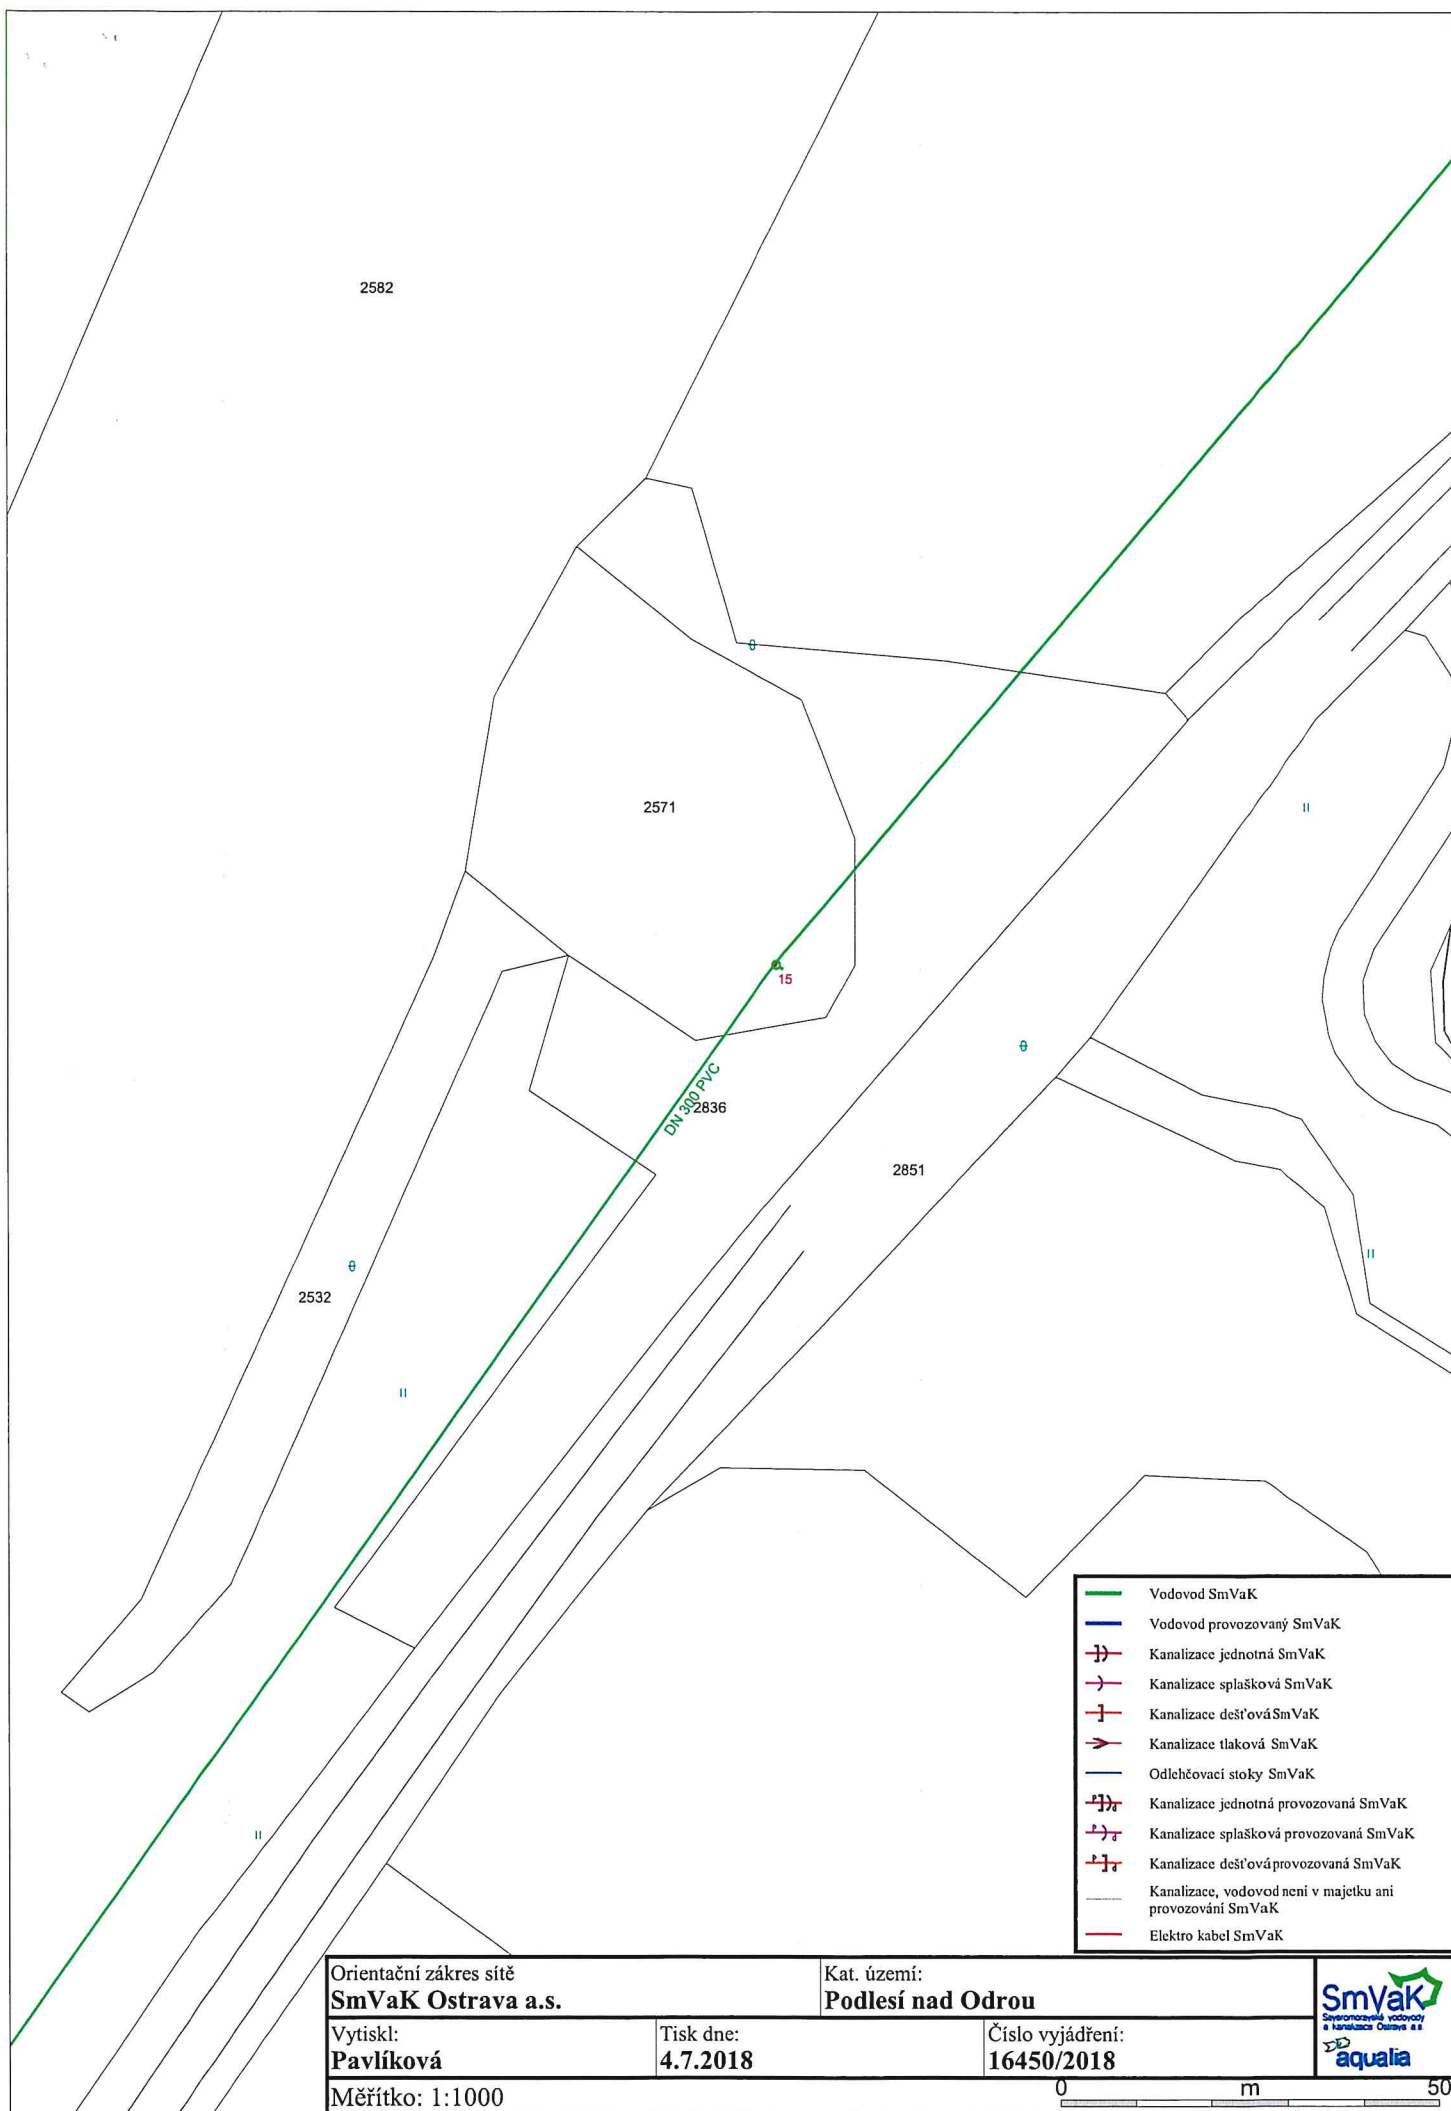 2582
2571
15
DN 300 PVC
2836
2851
2532
Vodovod SmVaK
Vodovod provozovaný SmVaK
Kanalizace jednotná SmVaK
Kanalizace splašková SmVaK
Kanalizace dešťová SmVaK
Kanalizace tlaková SmVaK
Odlehčovací stoky SmVaK
Kanalizace jednotná provozovaná SmVaK
Kanalizace splašková provozovaná SmVaK
Kanalizace dešťová provozovaná SmVaK
Kanalizace, vodovod není v majetku ani
provozování SmVaK
Elektro kabel SmVaK
Orientační zákres sítě
SmVaK Ostrava a.s.
Kat. území:
Podlesí nad Odrou
Vytiskl:
Pavlíková
Tisk dne:
4.7.2018
Číslo vyjádření:
16450/2018
SmVaK
Severomoravské vodovody
a kanalizace Ostrava a.s.
aqualia
Měřítko: 1:1000
0 m 50